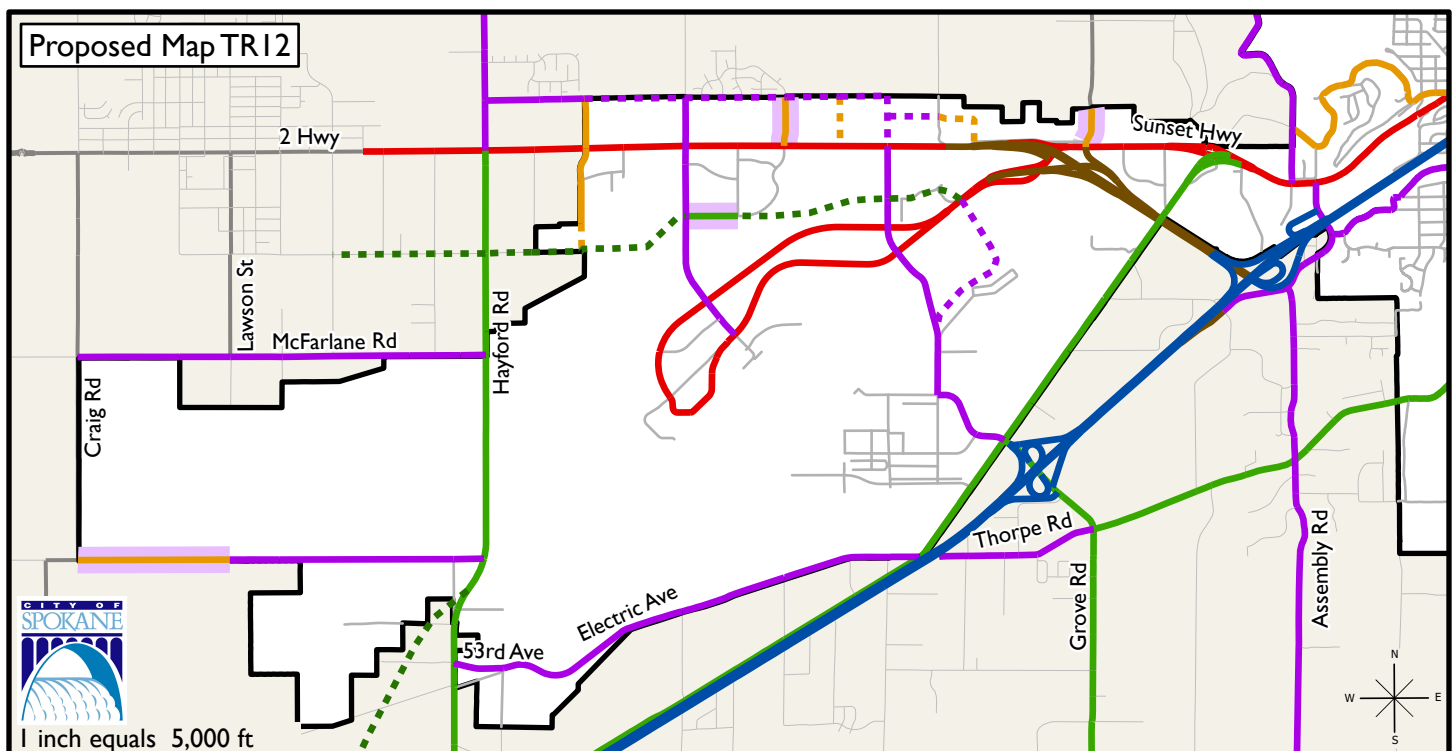 Proposed Map TR12
2 Hwy
Sunset Hwy
Lawson St
Hayford Rd
McFarlane Rd
Craig Rd
Thorpe Rd
Assembly Rd
Grove Rd
Electric Ave
53rd Ave
CITY OF
SPOKANE
N
W E
S
1 inch equals 5,000 ft